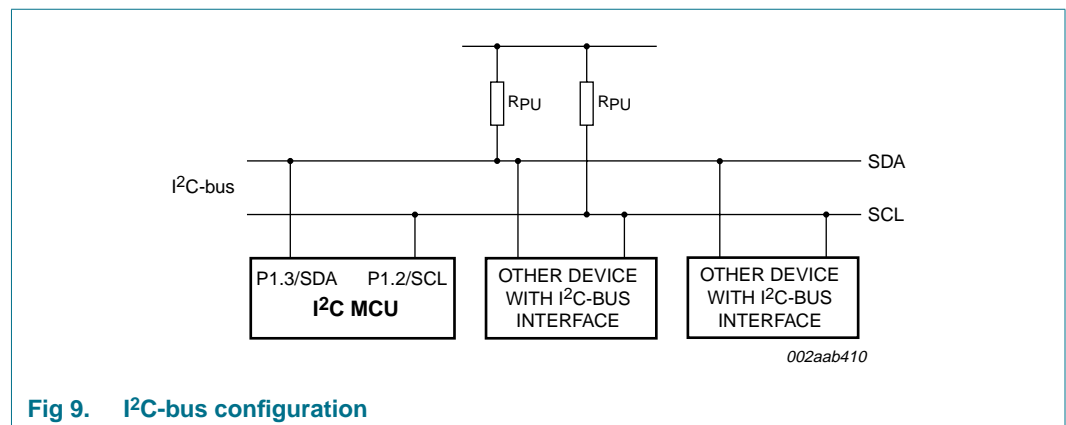 RPU RPU
SDA
I2C-bus
SCL
P1.3/SDA P1.2/SCL
I2C MCU
OTHER DEVICE
WITH I2C-BUS
INTERFACE
OTHER DEVICE
WITH I2C-BUS
INTERFACE
002aab410
Fig 9. I2C-bus configuration